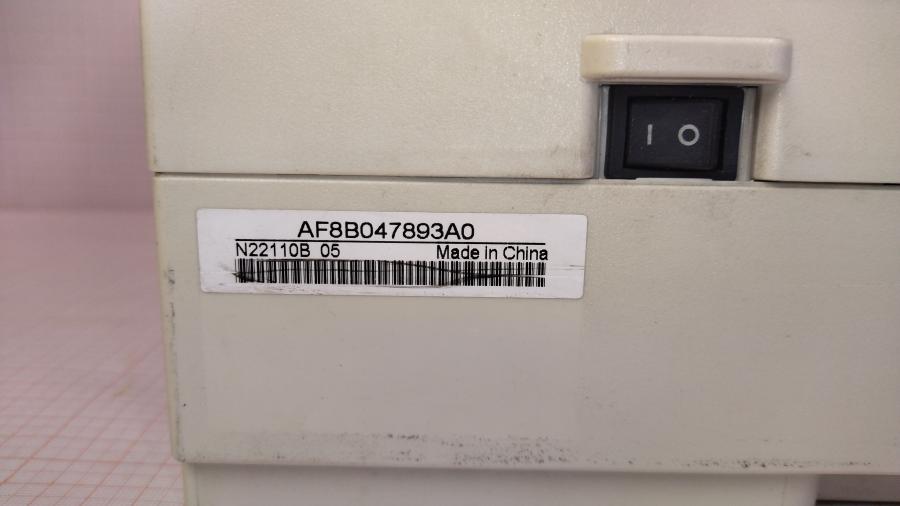 I O
AF8B047893A0
N22110B 05 Made in China